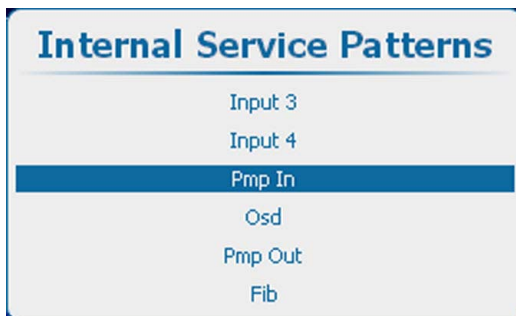 Internal Service Patterns
Input 3
Input 4
Pmp In
Osd
Pmp Out
Fib